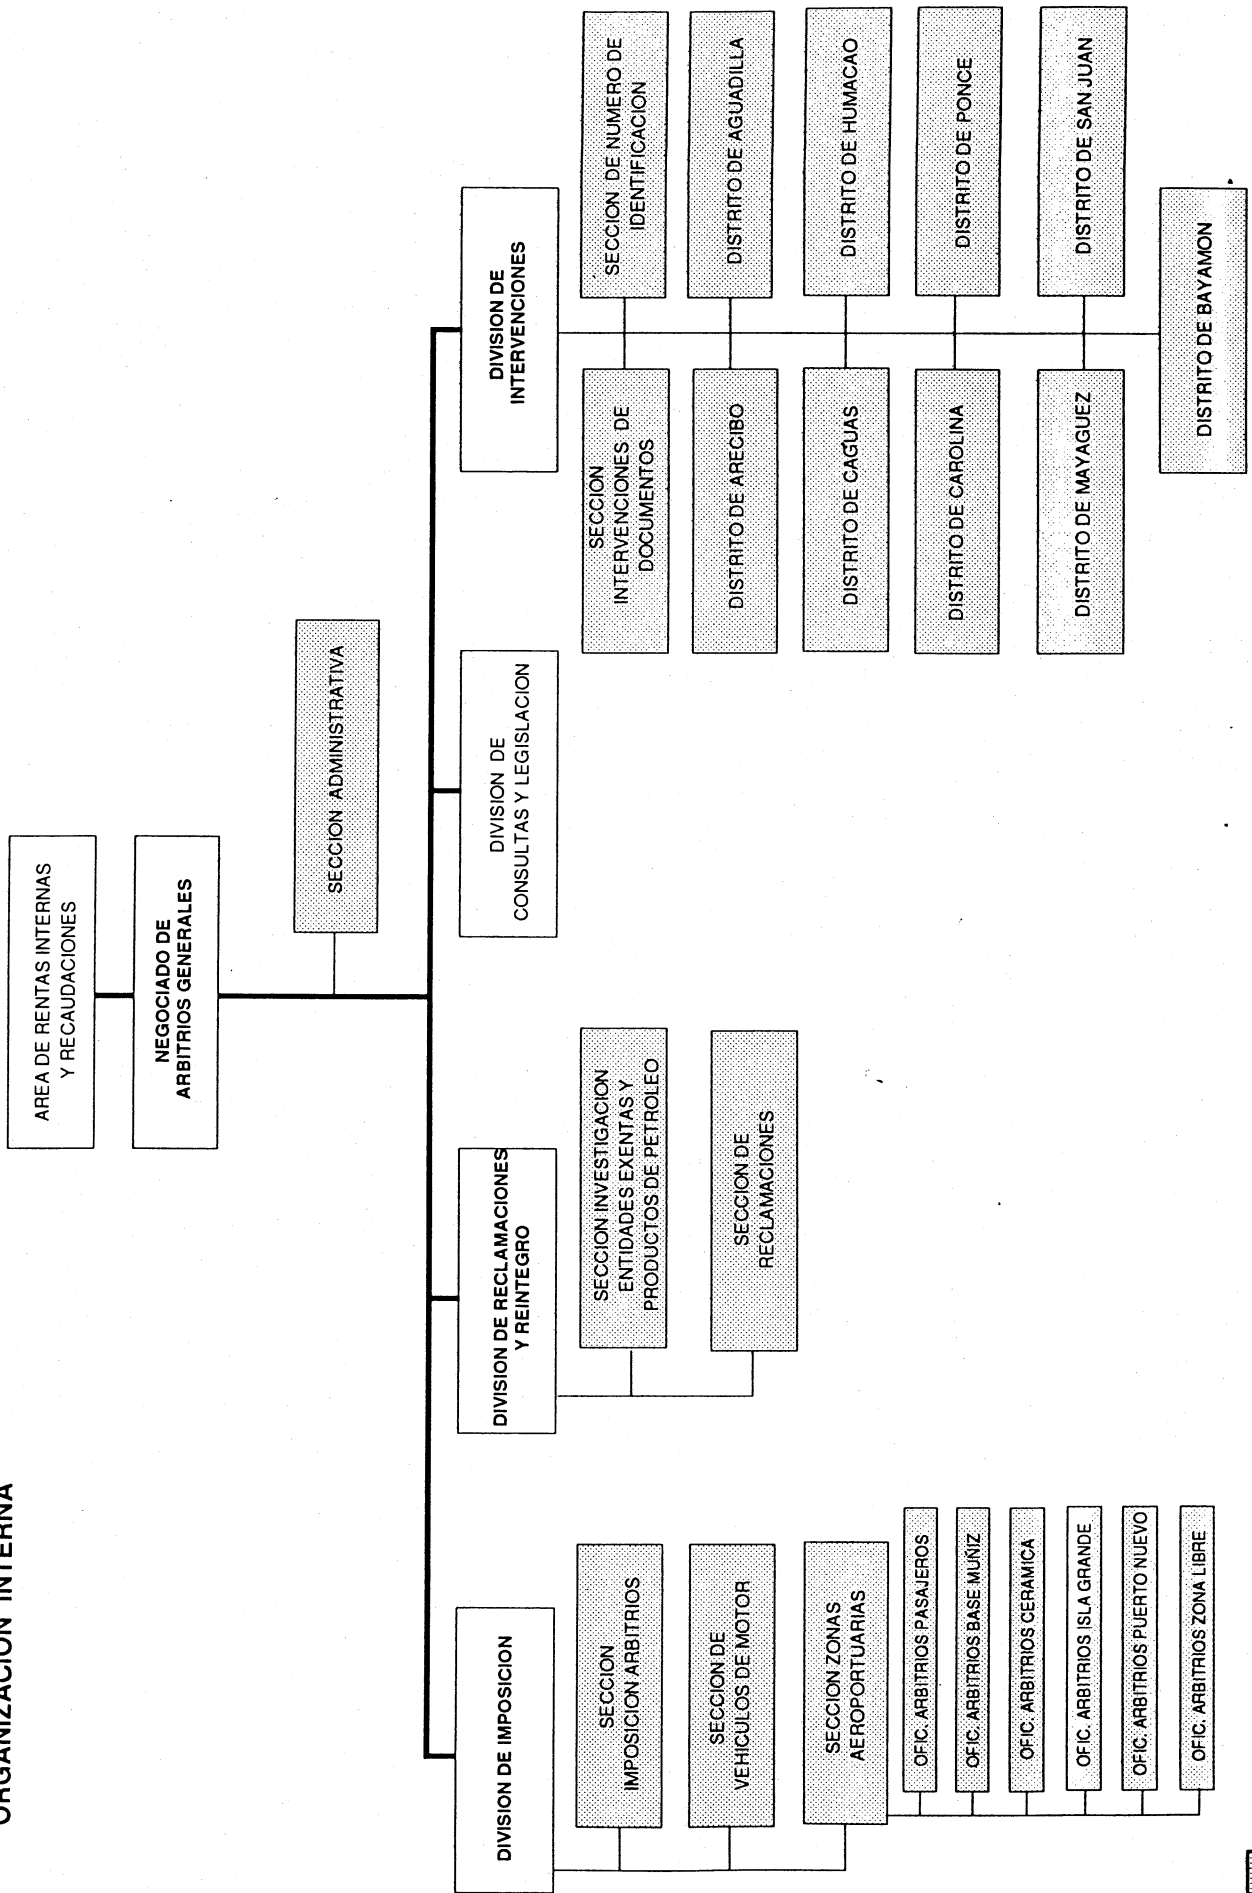 ORGANIZACION INTERNA
AREA DE RENTAS INTERNAS
Y RECAUDACIONES
NEGOCIADO DE
ARBITRIOS GENERALES
SECCION ADMINISTRATIVA
DIVISION DE IMPOSICION
SECCION
IMPOSICION ARBITRIOS
SECCION DE
VEHICULOS DE MOTOR
SECCION ZONAS
AEROPORTUARIAS
OFIC. ARBITRIOS PASAJEROS
OFIC. ARBITRIOS BASE MUÑIZ
OFIC. ARBITRIOS CERAMICA
OFIC. ARBITRIOS ISLA GRANDE
OFIC. ARBITRIOS PUERTO NUEVO
OFIC. ARBITRIOS ZONA LIBRE
DIVISION DE RECLAMACIONES
Y REINTEGRO
SECCION INVESTIGACION
ENTIDADES EXENTAS Y
PRODUCTOS DE PETROLEO
SECCION DE
RECLAMACIONES
DIVISION DE
CONSULTAS Y LEGISLACION
DIVISION DE
INTERVENCIONES
SECCION
INTERVENCIONES DE
DOCUMENTOS
SECCION DE NUMERO DE
IDENTIFICACION
DISTRITO DE ARECIBO
DISTRITO DE AGUADILLA
DISTRITO DE CAGUAS
DISTRITO DE HUMACAO
DISTRITO DE CAROLINA
DISTRITO DE PONCE
DISTRITO DE MAYAGUEZ
DISTRITO DE SAN JUAN
DISTRITO DE BAYAMON